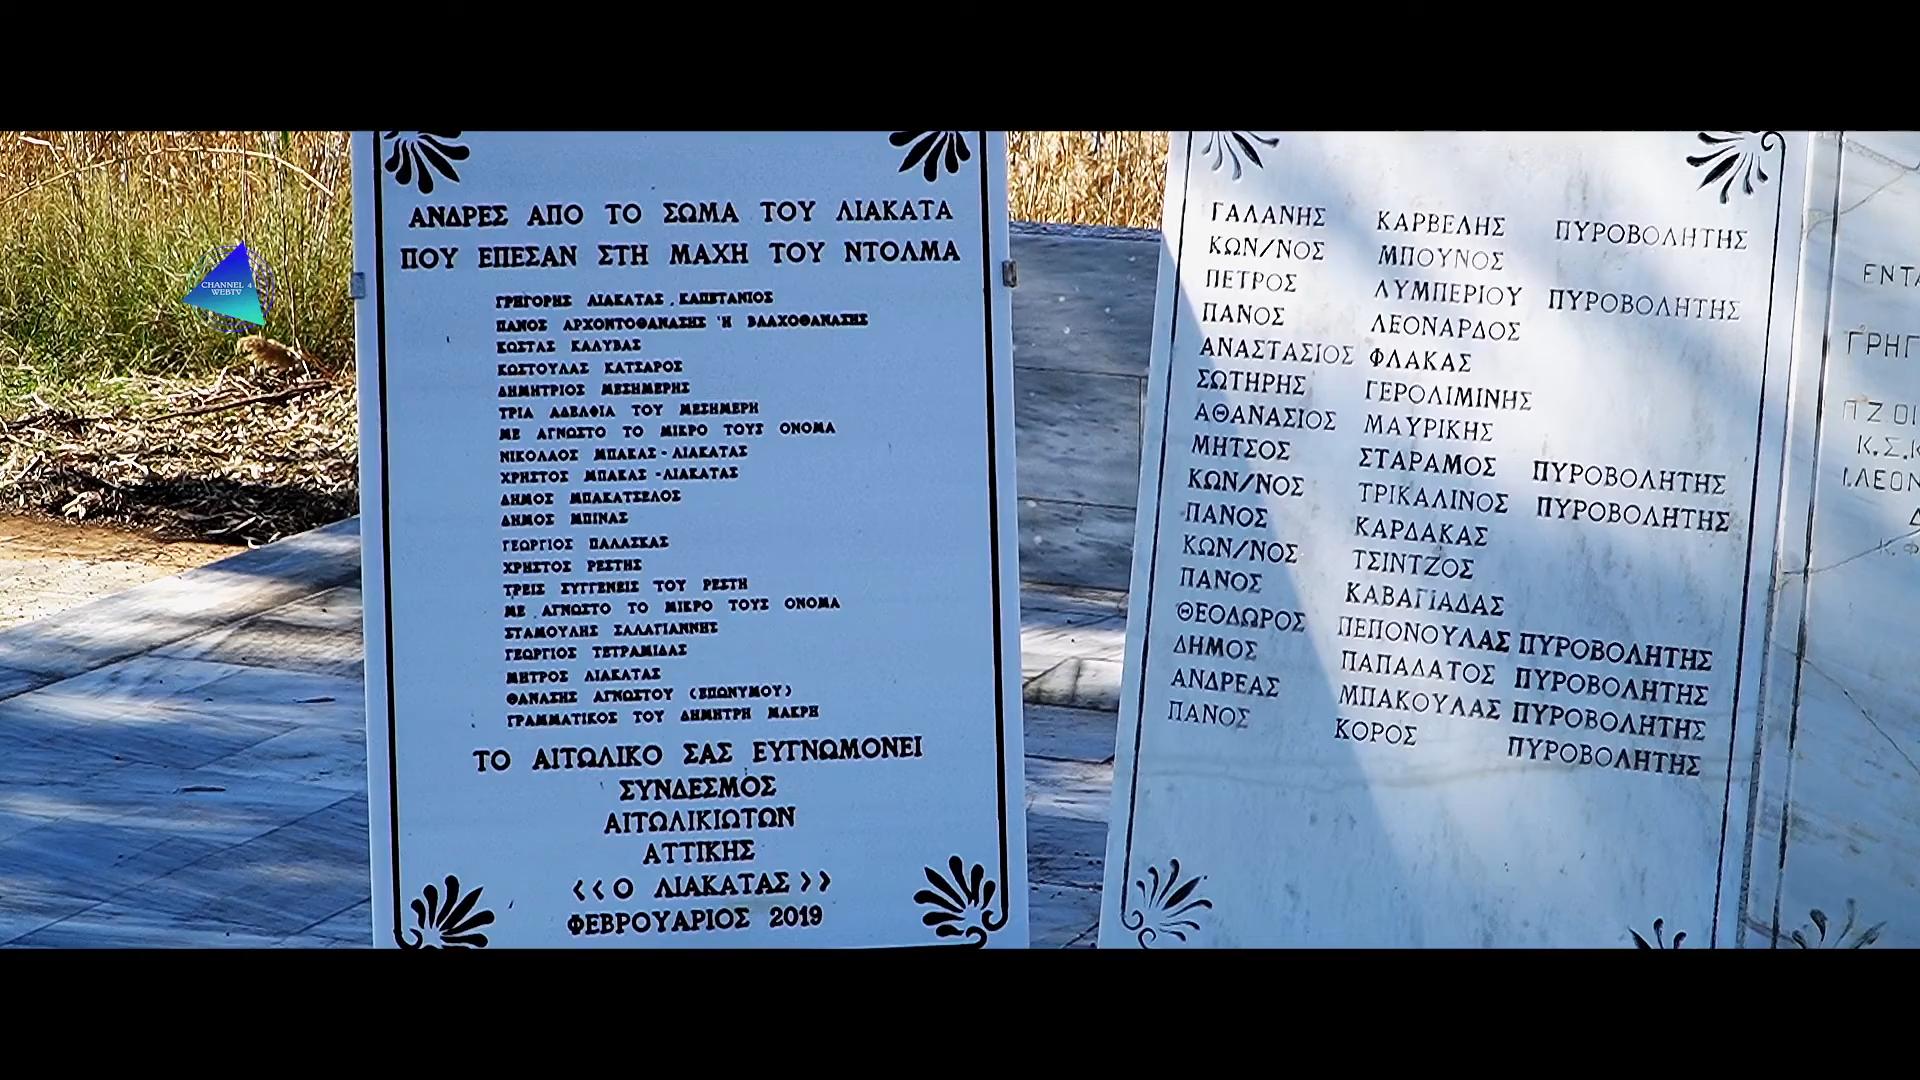 CHANNEL 4
WEBTV
ΑΝΔΡΕΣ ΑΠΟ ΤΟ ΣΩΜΑ ΤΟΥ ΛΙΑΚΑΤΑ
ΠΟΥ ΕΠΕΣΑΝ ΣΤΗ ΜΑΧΗ ΤΟΥ ΝΤΟΛΜΑ
ΓΡΗΓΟΡΗΣ ΛΙΑΚΑΤΑΣ, ΚΑΠΕΤΑΝΙΟΣ
ΠΑΝΟΣ ΑΡΧΟΝΤΟΘΑΝΑΣΗΣ Ή ΒΛΑΧΟΘΑΝΑΣΗΣ
ΚΩΣΤΑΣ ΚΑΛΥΒΑΣ
ΚΩΣΤΟΥΛΑΣ ΚΑΤΣΑΡΟΣ
ΔΗΜΗΤΡΙΟΣ ΜΕΣΗΜΕΡΗΣ
ΤΡΙΑ ΑΔΕΛΦΙΑ ΤΟΥ ΜΕΣΗΜΕΡΗ
ΜΕ ΑΓΝΩΣΤΟ ΤΟ ΜΙΚΡΟ ΤΟΥΣ ΟΝΟΜΑ
ΝΙΚΟΛΑΟΣ ΜΠΑΚΑΣ - ΛΙΑΚΑΤΑΣ
ΧΡΗΣΤΟΣ ΜΠΑΚΑΣ - ΛΙΑΚΑΤΑΣ
ΔΗΜΟΣ ΜΠΑΚΑΤΣΕΛΟΣ
ΔΗΜΟΣ ΜΠΙΝΑΣ
ΓΕΩΡΓΙΟΣ ΠΑΛΑΣΚΑΣ
ΧΡΗΣΤΟΣ ΡΕΣΤΗΣ
ΤΡΕΙΣ ΣΥΓΓΕΝΕΙΣ ΤΟΥ ΡΕΣΤΗ
ΜΕ ΑΓΝΩΣΤΟ ΤΟ ΜΙΚΡΟ ΤΟΥΣ ΟΝΟΜΑ
ΣΤΑΜΟΥΛΗΣ ΣΑΛΑΓΙΑΝΝΗΣ
ΓΕΩΡΓΙΟΣ ΤΕΤΡΑΜΙΔΑΣ
ΜΗΤΡΟΣ ΛΙΑΚΑΤΑΣ
ΘΑΝΑΣΗΣ ΑΓΝΩΣΤΟΥ (ΕΠΩΝΥΜΟΥ)
ΓΡΑΜΜΑΤΙΚΟΣ ΤΟΥ ΔΗΜΗΤΡΗ ΜΑΚΡΗ
ΤΟ ΑΙΤΩΛΙΚΟ ΣΑΣ ΕΥΓΝΩΜΟΝΕΙ
ΣΥΝΔΕΣΜΟΣ
ΑΙΤΩΛΙΚΙΩΤΩΝ
ΑΤΤΙΚΗΣ
<<Ο ΛΙΑΚΑΤΑΣ>>
ΦΕΒΡΟΥΑΡΙΟΣ 2019
ΓΑΛΑΝΗΣ ΚΑΡΒΕΛΗΣ ΠΥΡΟΒΟΛΗΤΗΣ
ΚΩΝ/ΝΟΣ ΜΠΟΥΝΟΣ
ΠΕΤΡΟΣ ΛΥΜΠΕΡΙΟΥ ΠΥΡΟΒΟΛΗΤΗΣ
ΠΑΝΟΣ ΛΕΟΝΑΡΔΟΣ
ΑΝΑΣΤΑΣΙΟΣ ΦΛΑΚΑΣ
ΣΩΤΗΡΗΣ ΓΕΡΟΛΙΜΙΝΗΣ
ΑΘΑΝΑΣΙΟΣ ΜΑΥΡΙΚΗΣ
ΜΗΤΣΟΣ ΣΤΑΡΑΜΟΣ ΠΥΡΟΒΟΛΗΤΗΣ
ΚΩΝ/ΝΟΣ ΤΡΙΚΑΛΙΝΟΣ ΠΥΡΟΒΟΛΗΤΗΣ
ΠΑΝΟΣ ΚΑΡΔΑΚΑΣ
ΚΩΝ/ΝΟΣ ΤΣΙΝΤΖΟΣ
ΠΑΝΟΣ ΚΑΒΑΓΙΑΔΑΣ
ΘΕΟΔΩΡΟΣ ΠΕΠΟΝΟΥΛΑΣ ΠΥΡΟΒΟΛΗΤΗΣ
ΔΗΜΟΣ ΠΑΠΑΔΑΤΟΣ ΠΥΡΟΒΟΛΗΤΗΣ
ΑΝΔΡΕΑΣ ΜΠΑΚΟΥΛΑΣ ΠΥΡΟΒΟΛΗΤΗΣ
ΠΑΝΟΣ ΚΟΡΟΣ ΠΥΡΟΒΟΛΗΤΗΣ